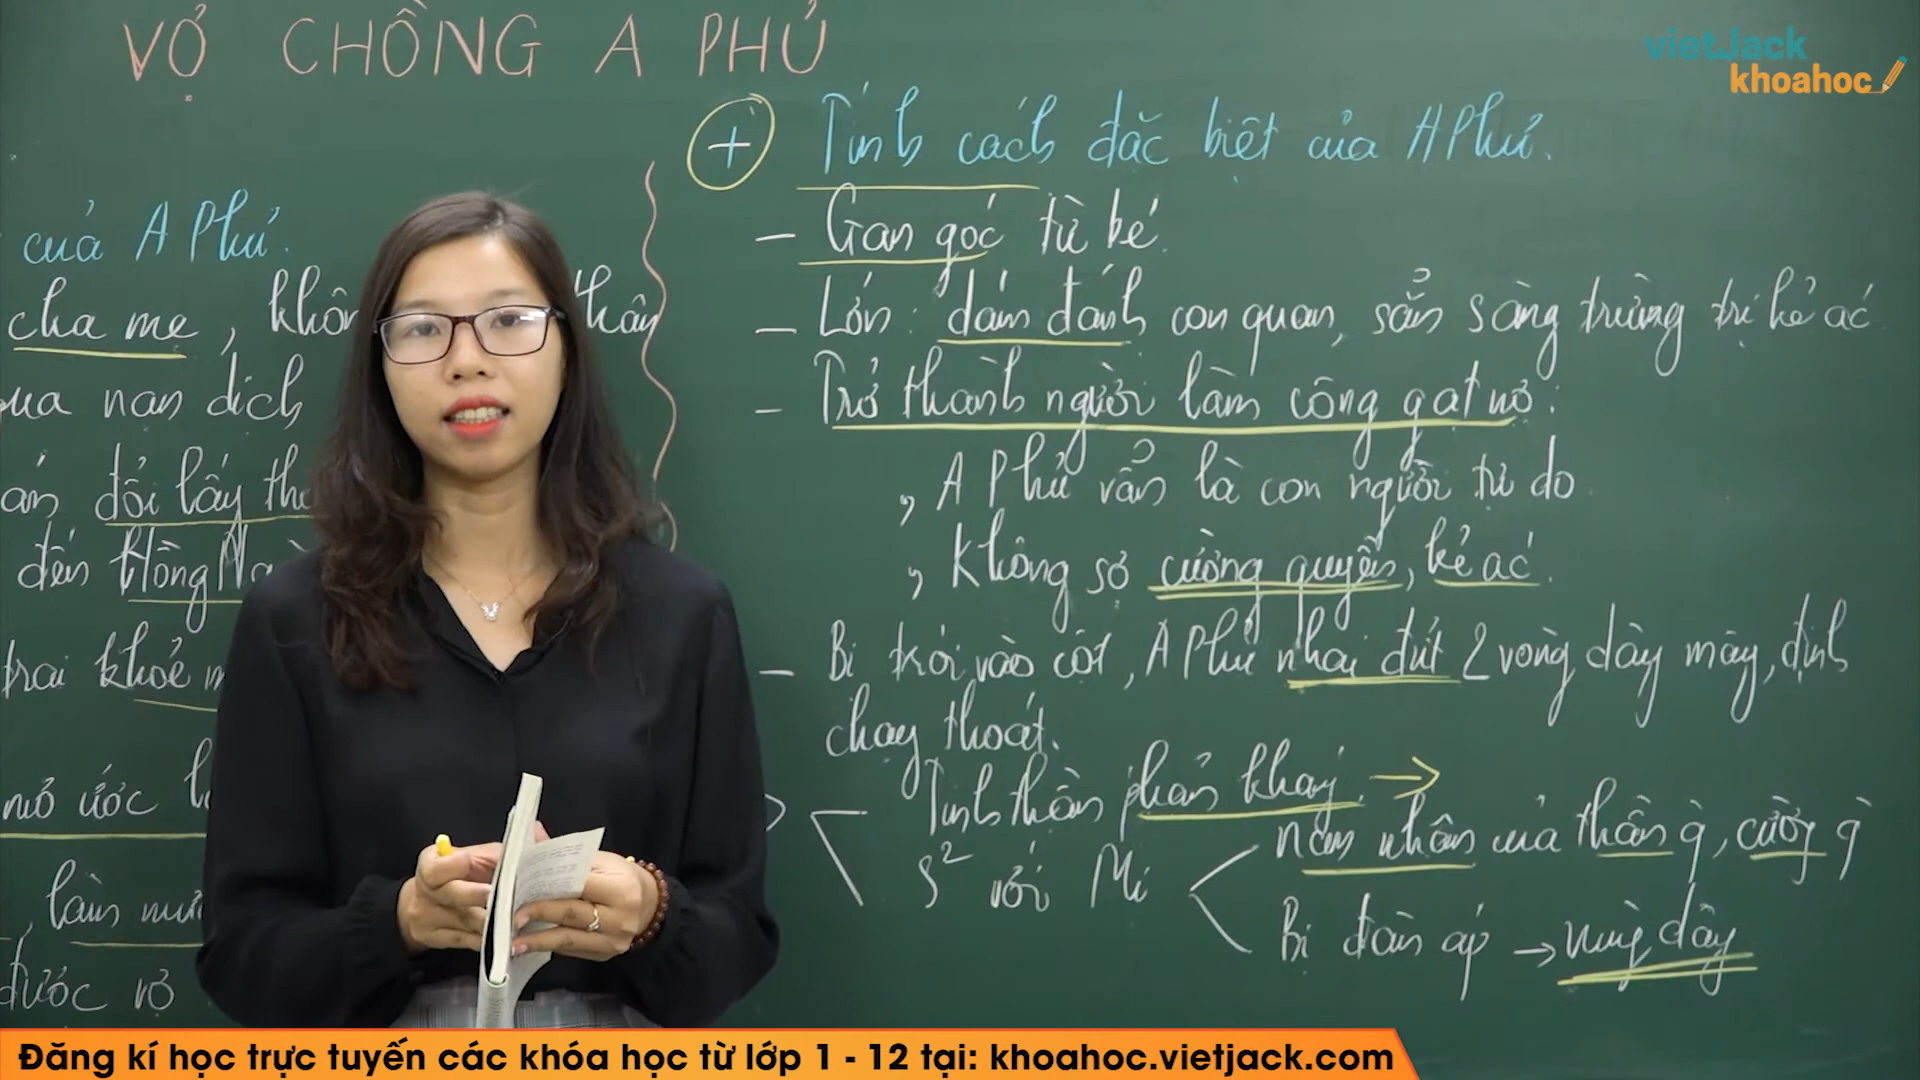 VỢ CHỒNG A PHỦ
vietJack
khoahoc
của A Phủ.
cha mẹ, khôn thân
qua nạn dịch
đổi lấy th
đến Hồng Ng
trai khoẻ m
nỏ ước l
, làm nư
được vỡ
+ Tính cách đặc biệt của A Phủ.
- Gan góc từ bé.
- Lớn: dám đánh con quan, sẵn sàng trừng trị kẻ ác
- Trở thành người làm công gạt nợ:
, A Phủ vẫn là con người tự do
, Không sợ cường quyền, kẻ ác.
- Bị trói vào cột, A Phủ nhai đứt 2 vòng dây mây, định
chạy thoát.
Tinh thần phản kháng. →
S² với Mị
nạn nhân của thần q̀, cường q̀
Bị đàn áp → vùng dậy
Đăng kí học trực tuyến các khóa học từ lớp 1 - 12 tại: khoahoc.vietjack.com